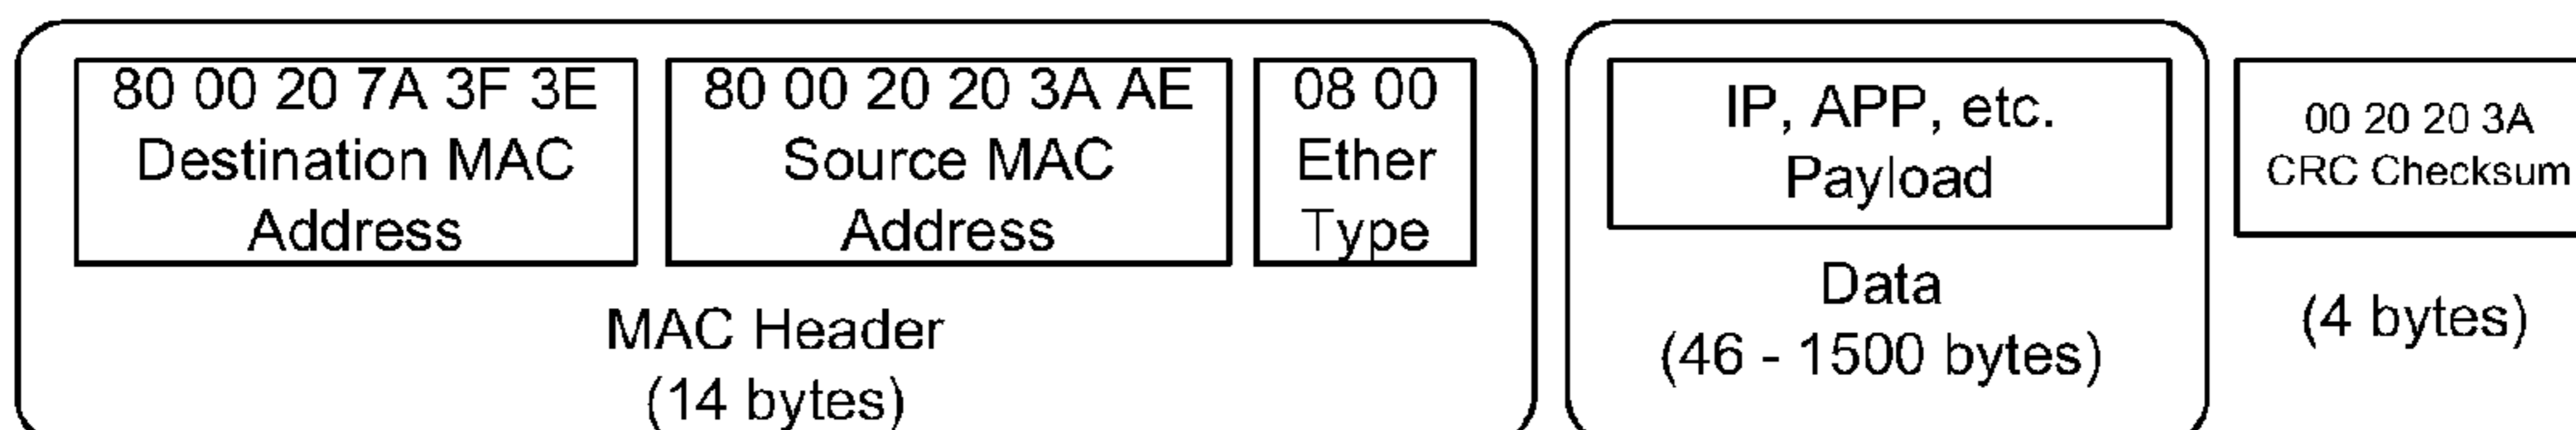 80 00 20 7A 3F 3E
Destination MAC
Address
80 00 20 20 3A AE
Source MAC
Address
08 00
Ether
Type
MAC Header
(14 bytes)
IP, APP, etc.
Payload
Data
(46 - 1500 bytes)
00 20 20 3A
CRC Checksum
(4 bytes)